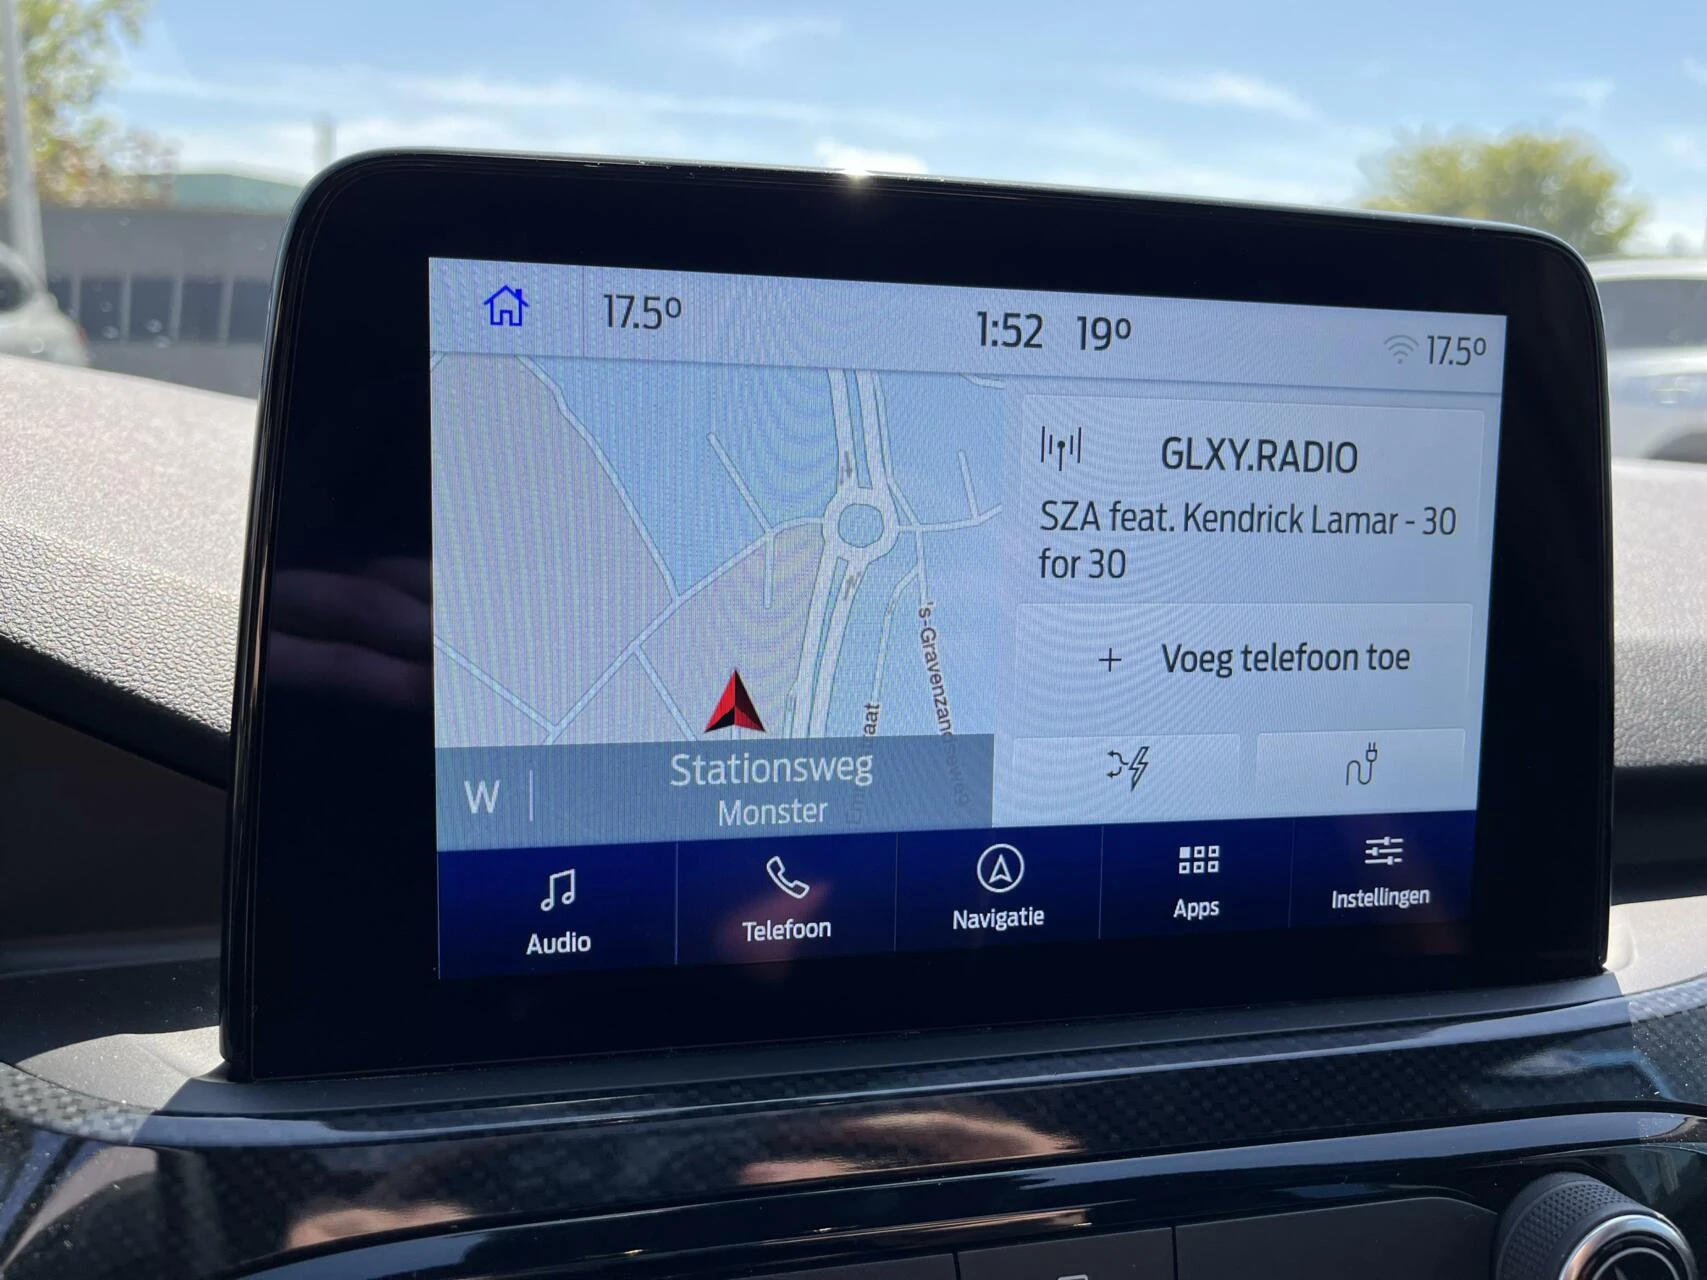 17.5°
1:52 19°
17.5°
GLXY.RADIO
SZA feat. Kendrick Lamar - 30
for 30
+ Voeg telefoon toe
's-Gravenzandseweg
W
Stationsweg
Monster
Audio
Telefoon
Navigatie
Apps
Instellingen